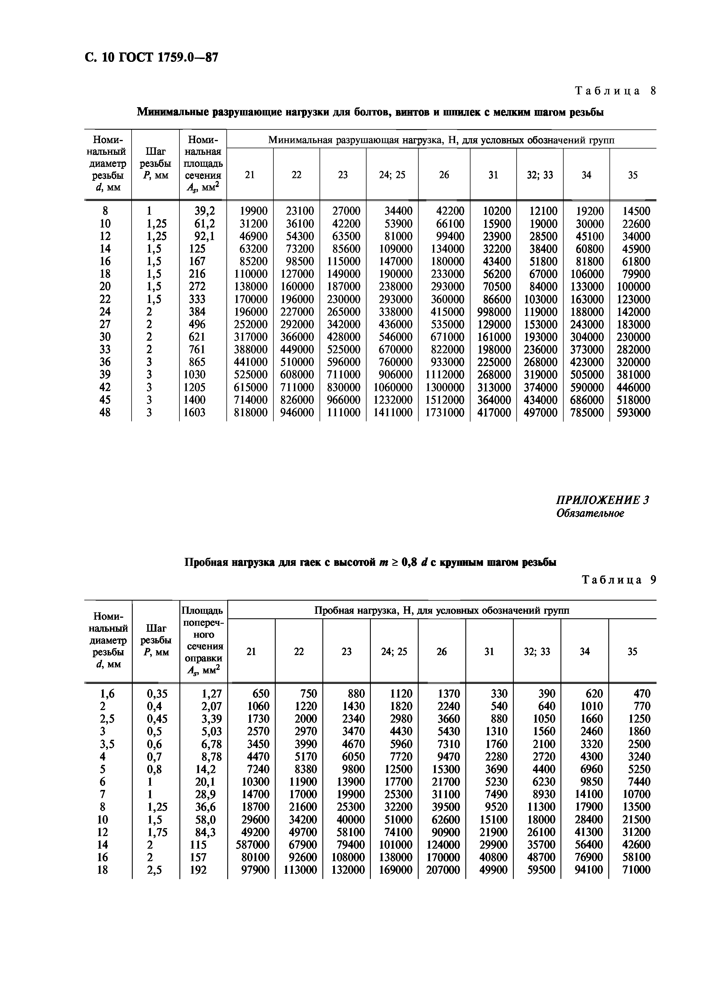 С. 10 ГОСТ 1759.0—87
Таблица 8
Минимальные разрушающие нагрузки для болтов, винтов и шпилек с мелким шагом резьбы
Номи-
нальный
диаметр
резьбы
d, мм
Шаг
резьбы
P, мм
Номи-
нальная
площадь
сечения
As, мм2
Минимальная разрушающая нагрузка, Н, для условных обозначений групп
21 22 23 24; 25 26 31 32; 33 34 35
8 1 39,2 19900 23100 27000 34400 42200 10200 12100 19200 14500
10 1,25 61,2 31200 36100 42200 53900 66100 15900 19000 30000 22600
12 1,25 92,1 46900 54300 63500 81000 99400 23900 28500 45100 34000
14 1,5 125 63200 73200 85600 109000 134000 32200 38400 60800 45900
16 1,5 167 85200 98500 115000 147000 180000 43400 51800 81800 61800
18 1,5 216 110000 127000 149000 190000 233000 56200 67000 106000 79900
20 1,5 272 138000 160000 187000 238000 293000 70500 84000 133000 100000
22 1,5 333 170000 196000 230000 293000 360000 86600 103000 163000 123000
24 2 384 196000 227000 265000 338000 415000 998000 119000 188000 142000
27 2 496 252000 292000 342000 436000 535000 129000 153000 243000 183000
30 2 621 317000 366000 428000 546000 671000 161000 193000 304000 230000
33 2 761 388000 449000 525000 670000 822000 198000 236000 373000 282000
36 3 865 441000 510000 596000 760000 933000 225000 268000 423000 320000
39 3 1030 525000 608000 711000 906000 1112000 268000 319000 505000 381000
42 3 1205 615000 711000 830000 1060000 1300000 313000 374000 590000 446000
45 3 1400 714000 826000 966000 1232000 1512000 364000 434000 686000 518000
48 3 1603 818000 946000 111000 1411000 1731000 417000 497000 785000 593000
ПРИЛОЖЕНИЕ 3
Обязательное
Пробная нагрузка для гаек с высотой m ≥ 0,8 d с крупным шагом резьбы
Таблица 9
Номи-
нальный
диаметр
резьбы
d, мм
Шаг
резьбы
P, мм
Площадь
попереч-
ного
сечения
оправки
As, мм2
Пробная нагрузка, Н, для условных обозначений групп
21 22 23 24; 25 26 31 32; 33 34 35
1,6 0,35 1,27 650 750 880 1120 1370 330 390 620 470
2 0,4 2,07 1060 1220 1430 1820 2240 540 640 1010 770
2,5 0,45 3,39 1730 2000 2340 2980 3660 880 1050 1660 1250
3 0,5 5,03 2570 2970 3470 4430 5430 1310 1560 2460 1860
3,5 0,6 6,78 3450 3990 4670 5960 7310 1760 2100 3320 2500
4 0,7 8,78 4470 5170 6050 7720 9470 2280 2720 4300 3240
5 0,8 14,2 7240 8380 9800 12500 15300 3690 4400 6960 5250
6 1 20,1 10300 11900 13900 17700 21700 5230 6230 9850 7440
7 1 28,9 14700 17000 19900 25300 31100 7490 8930 14100 10700
8 1,25 36,6 18700 21600 25300 32200 39500 9520 11300 17900 13500
10 1,5 58,0 29600 34200 40000 51000 62600 15100 18000 28400 21500
12 1,75 84,3 49200 49700 58100 74100 90900 21900 26100 41300 31200
14 2 115 587000 67900 79400 101000 124000 29900 35700 56400 42600
16 2 157 80100 92600 108000 138000 170000 40800 48700 76900 58100
18 2,5 192 97900 113000 132000 169000 207000 49900 59500 94100 71000